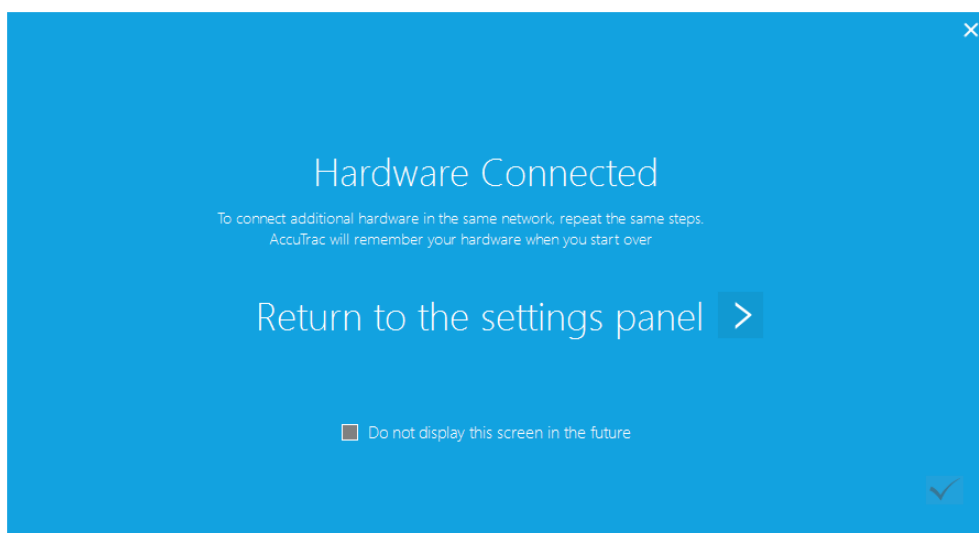 Hardware Connected
To connect additional hardware in the same network, repeat the same steps.
AccuTrac will remember your hardware when you start over
Return to the settings panel
Do not display this screen in the future